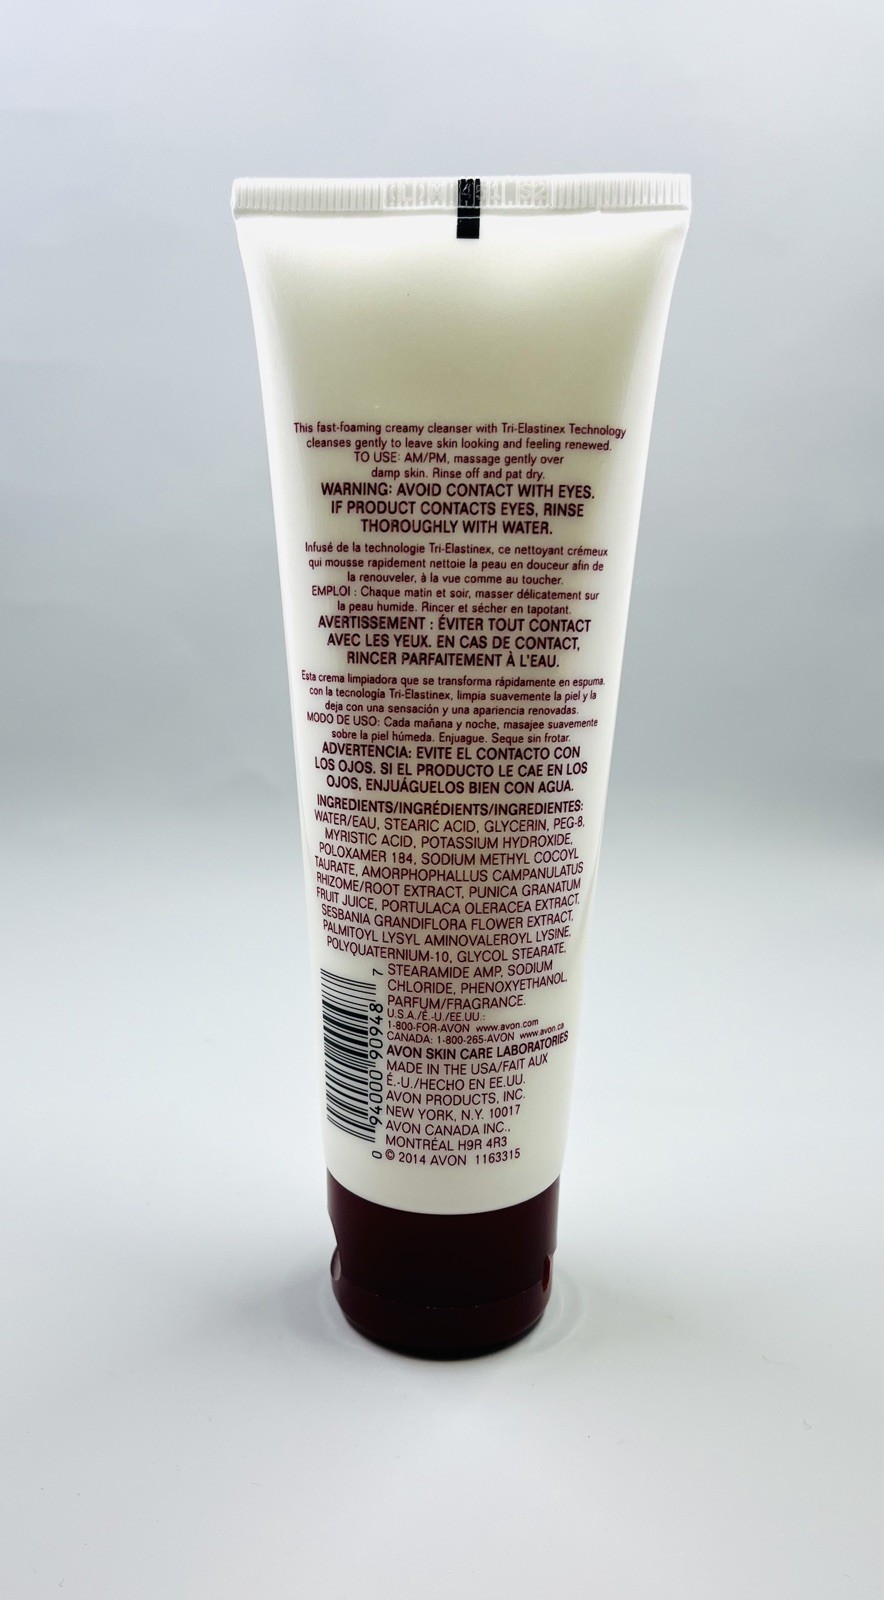 This fast-foaming creamy cleanser with Tri-Elastinex Technology
cleanses gently to leave skin looking and feeling renewed.
TO USE: AM/PM, massage gently over
damp skin. Rinse off and pat dry.
WARNING: AVOID CONTACT WITH EYES.
IF PRODUCT CONTACTS EYES, RINSE
THOROUGHLY WITH WATER.
Infusé de la technologie Tri-Elastinex, ce nettoyant crémeux
qui mousse rapidement nettoie la peau en douceur afin de
la renouveler, à la vue comme au toucher.
EMPLOI : Chaque matin et soir, masser délicatement sur
la peau humide. Rincer et sécher en tapotant.
AVERTISSEMENT : ÉVITER TOUT CONTACT
AVEC LES YEUX. EN CAS DE CONTACT,
RINCER PARFAITEMENT À L'EAU.
Esta crema limpiadora que se transforma rápidamente en espuma,
con la tecnología Tri-Elastinex, limpia suavemente la piel y la
deja con una sensación y una apariencia renovadas.
MODO DE USO: Cada mañana y noche, masajee suavemente
sobre la piel húmeda. Enjuague. Seque sin frotar.
ADVERTENCIA: EVITE EL CONTACTO CON
LOS OJOS. SI EL PRODUCTO LE CAE EN LOS
OJOS, ENJUÁGUELOS BIEN CON AGUA.
INGREDIENTS/INGRÉDIENTS/INGREDIENTES:
WATER/EAU, STEARIC ACID, GLYCERIN, PEG-8,
MYRISTIC ACID, POTASSIUM HYDROXIDE,
POLOXAMER 184, SODIUM METHYL COCOYL
TAURATE, AMORPHOPHALLUS CAMPANULATUS
RHIZOME/ROOT EXTRACT, PUNICA GRANATUM
FRUIT JUICE, PORTULACA OLERACEA EXTRACT,
SESBANIA GRANDIFLORA FLOWER EXTRACT,
PALMITOYL LYSYL AMINOVALEROYL LYSINE,
POLYQUATERNIUM-10, GLYCOL STEARATE,
STEARAMIDE AMP, SODIUM
CHLORIDE, PHENOXYETHANOL,
PARFUM/FRAGRANCE.
U.S.A./É.-U./EE.UU.:
1-800-FOR-AVON www.avon.com
CANADA: 1-800-265-AVON www.avon.ca
AVON SKIN CARE LABORATORIES
MADE IN THE USA/FAIT AUX
É.-U./HECHO EN EE.UU.
AVON PRODUCTS, INC.
NEW YORK, N.Y. 10017
AVON CANADA INC.,
MONTRÉAL H9R 4R3
© 2014 AVON 1163315
0 94000 90948 7